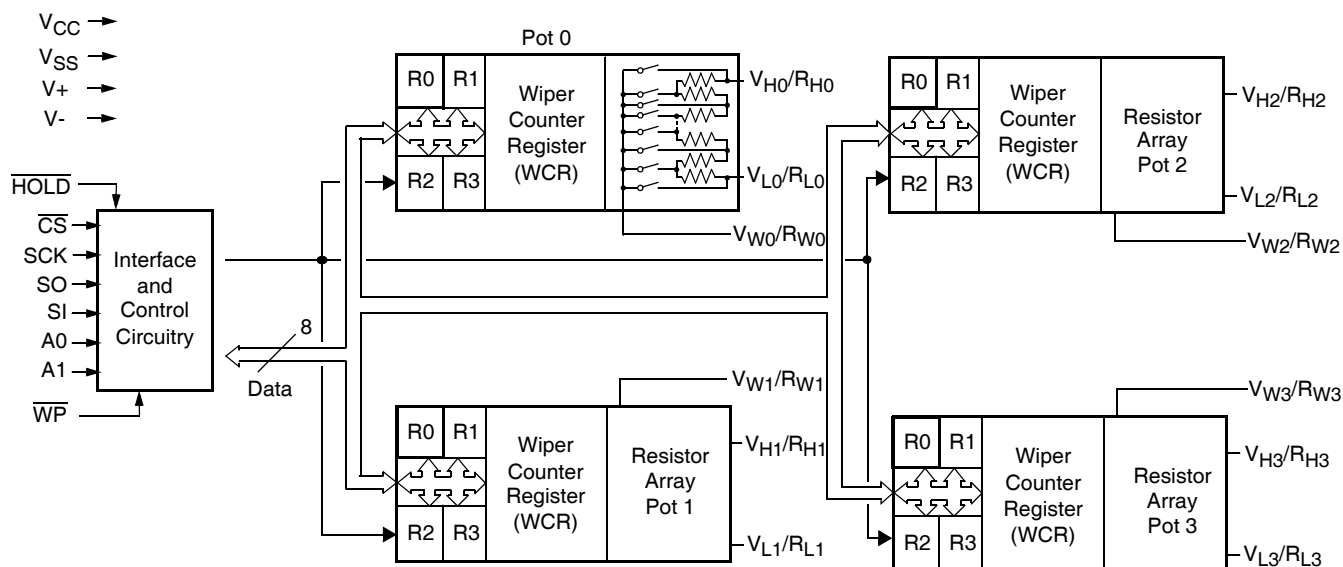 VCC
VSS
V+
V-
HOLD
CS
SCK
SO
SI
A0
A1
WP
Interface
and
Control
Circuitry
8
Data
Pot 0
R0 R1
R2 R3
Wiper
Counter
Register
(WCR)
VH0/RH0
VL0/RL0
VW0/RW0
R0 R1
R2 R3
Wiper
Counter
Register
(WCR)
Resistor
Array
Pot 2
VH2/RH2
VL2/RL2
VW2/RW2
VW1/RW1
R0 R1
R2 R3
Wiper
Counter
Register
(WCR)
Resistor
Array
Pot 1
VH1/RH1
VL1/RL1
VW3/RW3
R0 R1
R2 R3
Wiper
Counter
Register
(WCR)
Resistor
Array
Pot 3
VH3/RH3
VL3/RL3